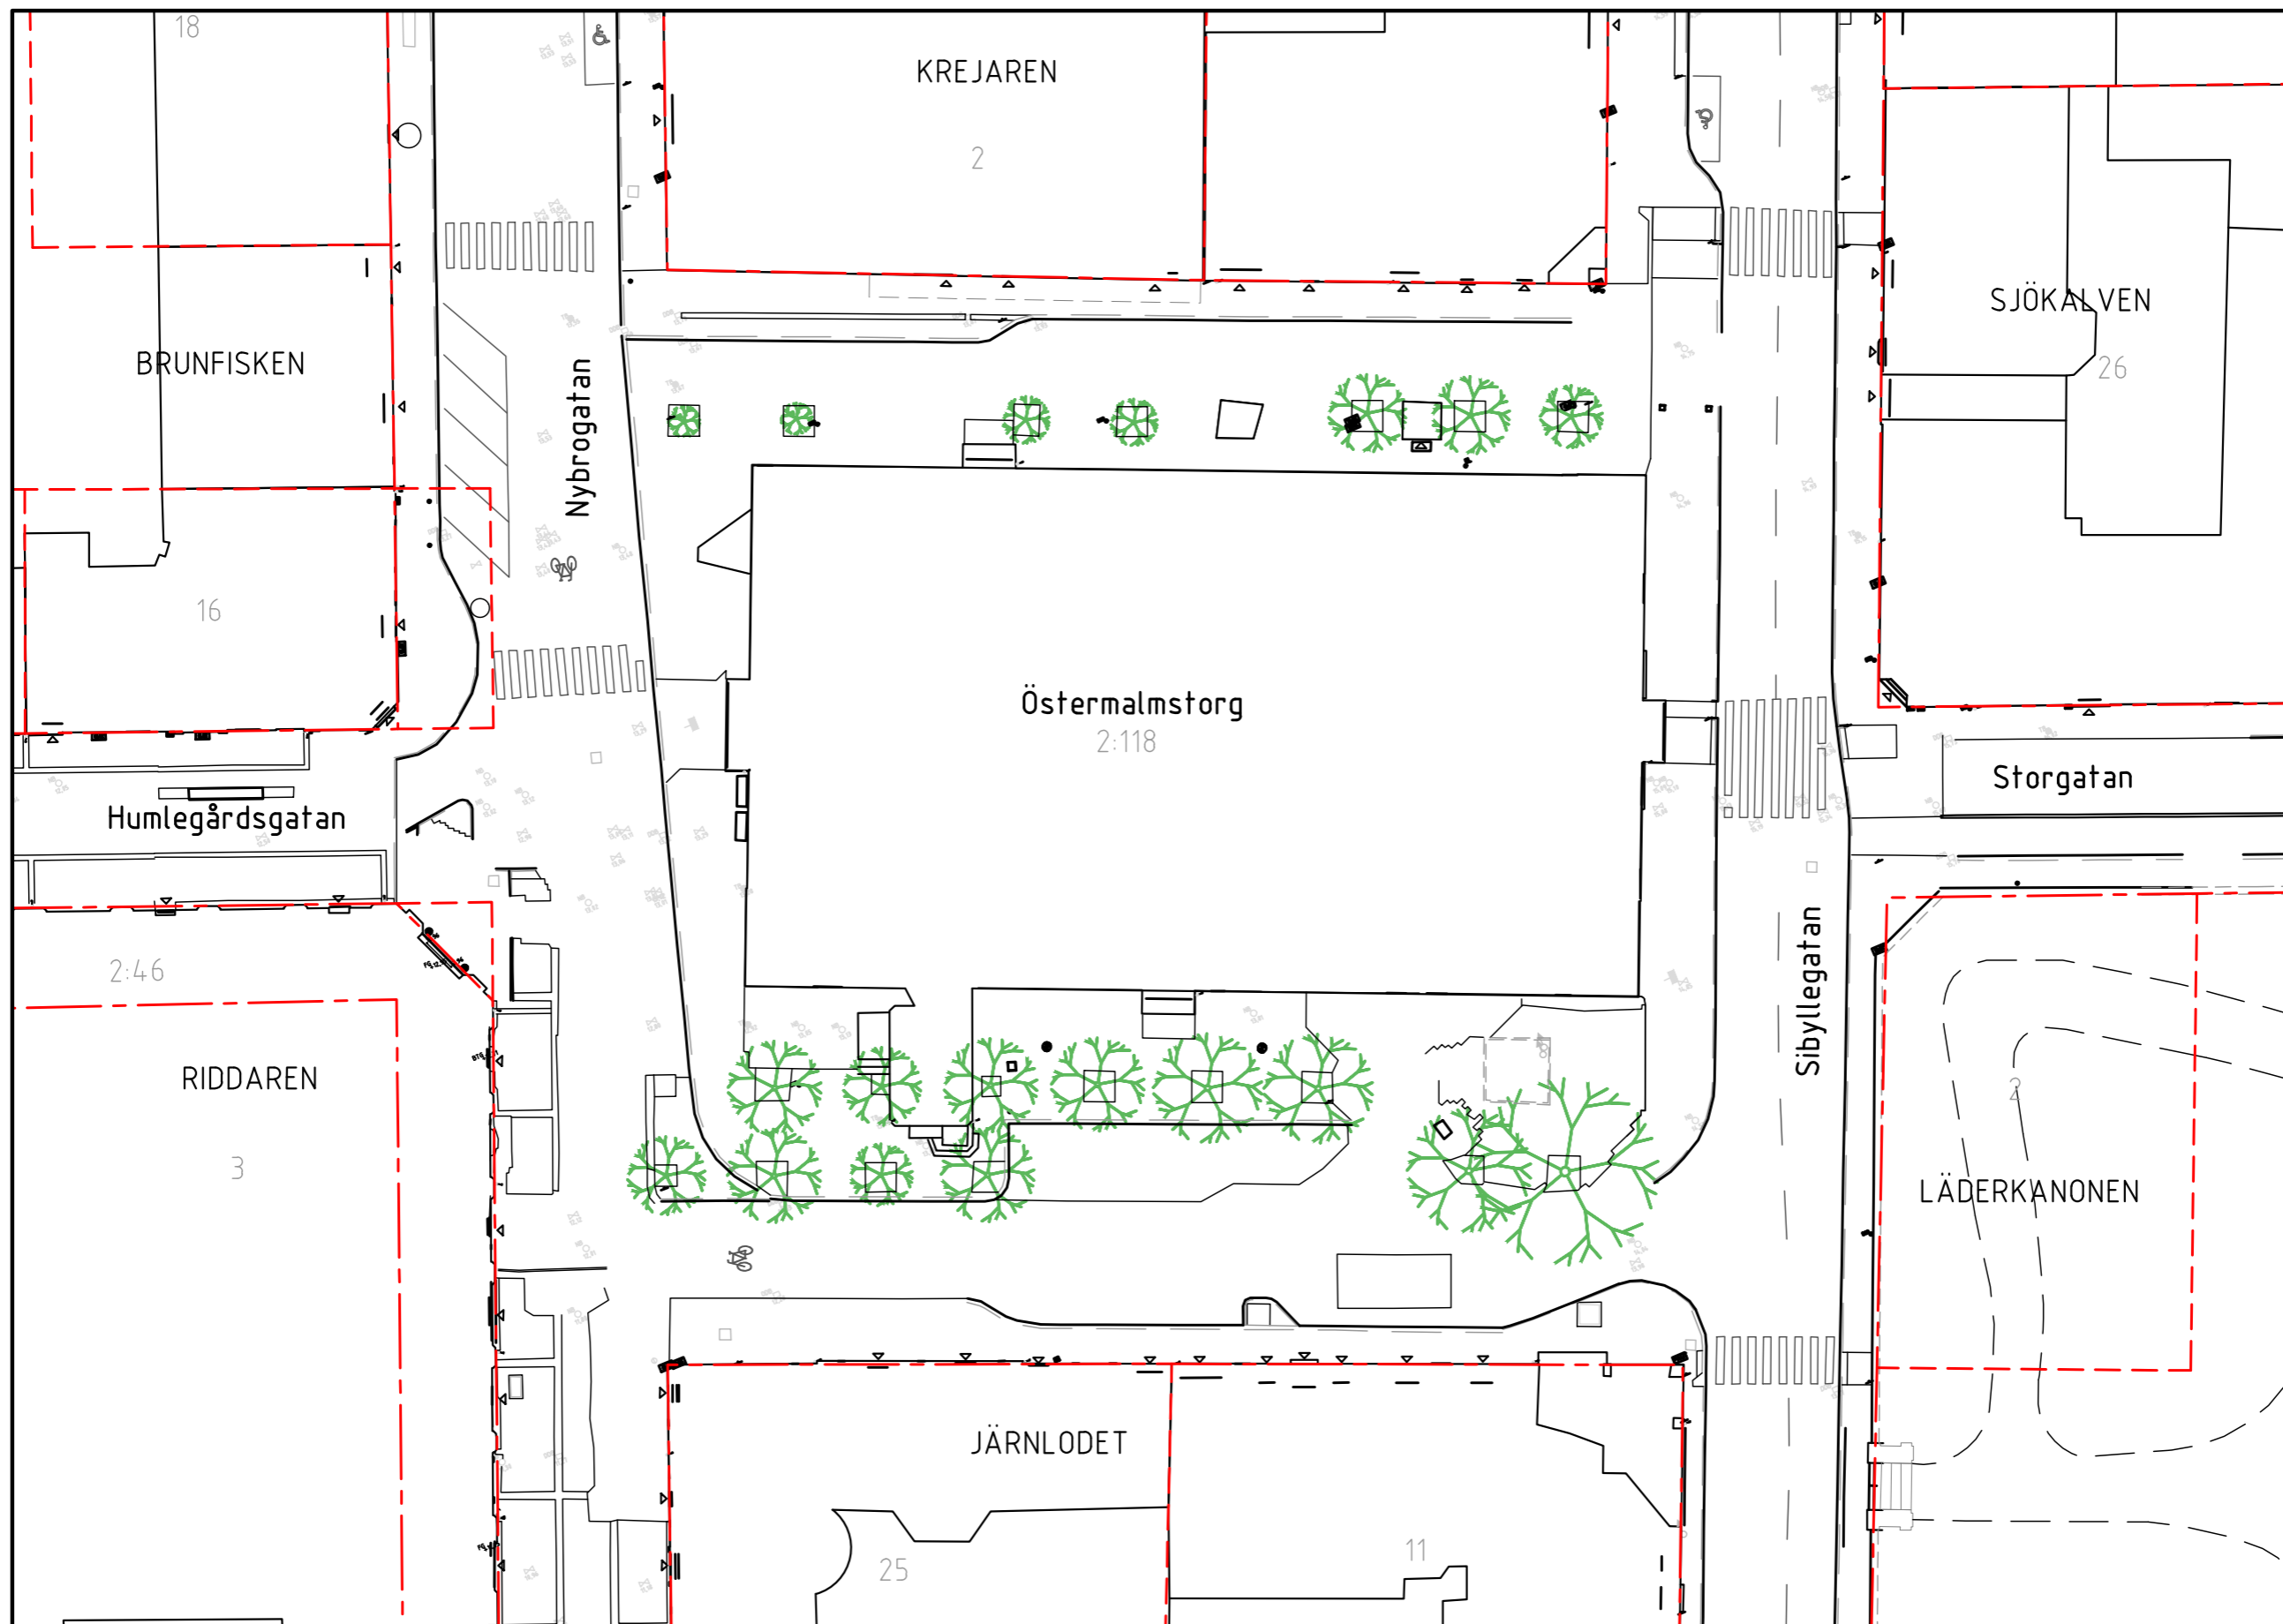 18
KREJAREN
2
SJÖKALVEN
26
BRUNFISKEN
Nybrogatan
16
Östermalmstorg
2:118
Storgatan
Humlegårdsgatan
Sibyllegatan
2:46
RIDDAREN
3
2
LÄDERKANONEN
JÄRNLODET
25
11